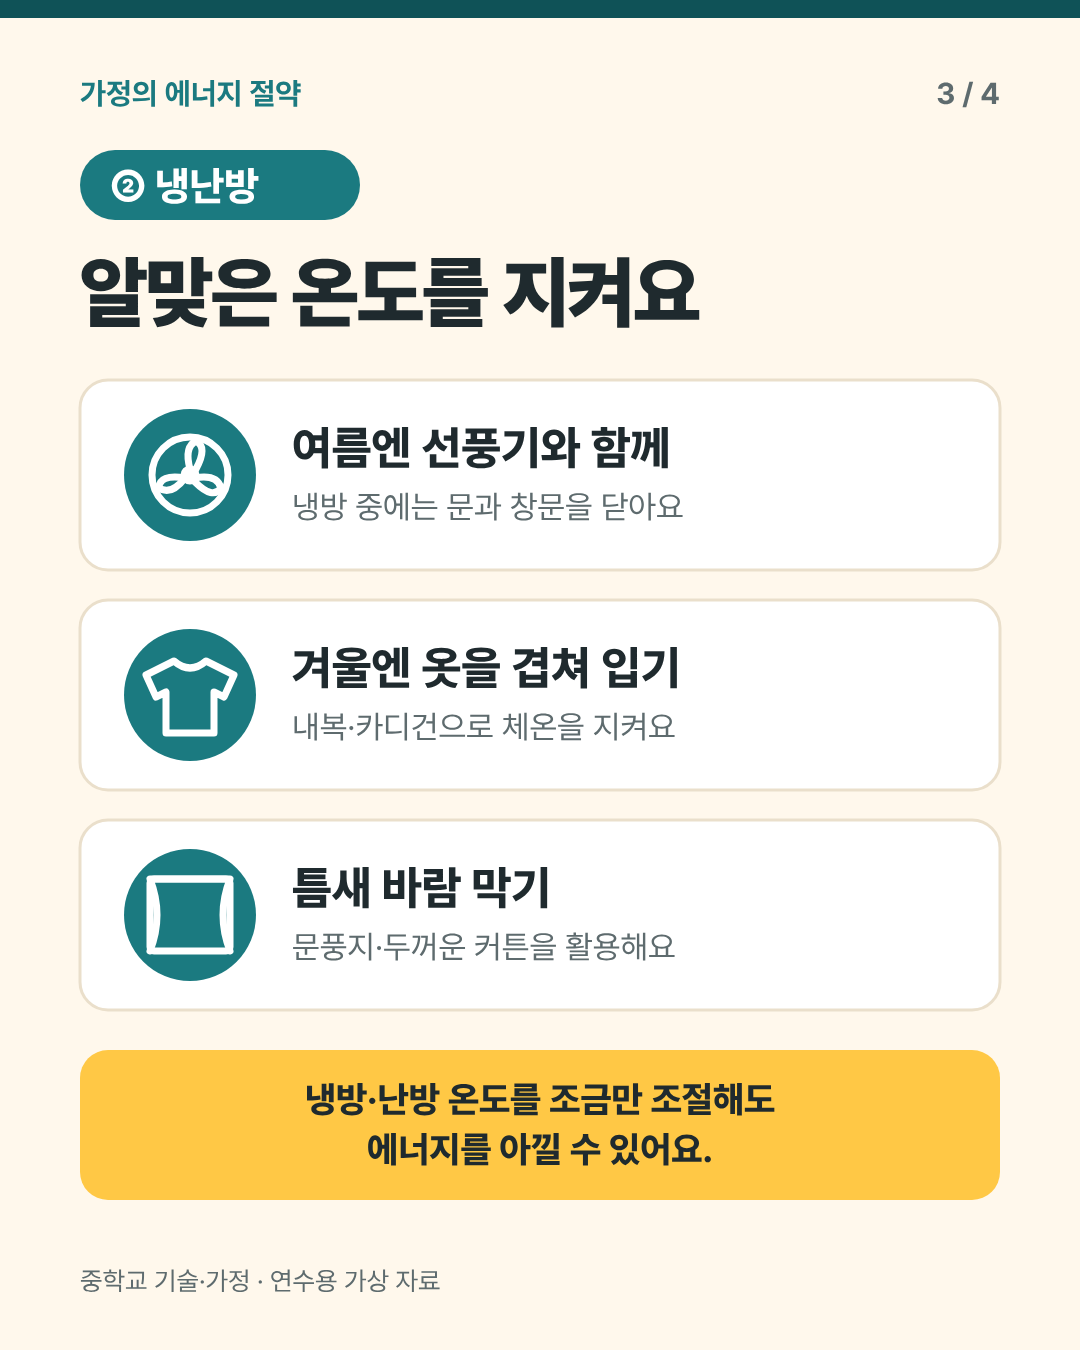 가정의 에너지 절약
3 / 4
❷ 냉난방
알맞은 온도를 지켜요
여름엔 선풍기와 함께
냉방 중에는 문과 창문을 닫아요
겨울엔 옷을 겹쳐 입기
내복·카디건으로 체온을 지켜요
틈새 바람 막기
문풍지·두꺼운 커튼을 활용해요
냉방·난방 온도를 조금만 조절해도
에너지를 아낄 수 있어요.
중학교 기술·가정 · 연수용 가상 자료